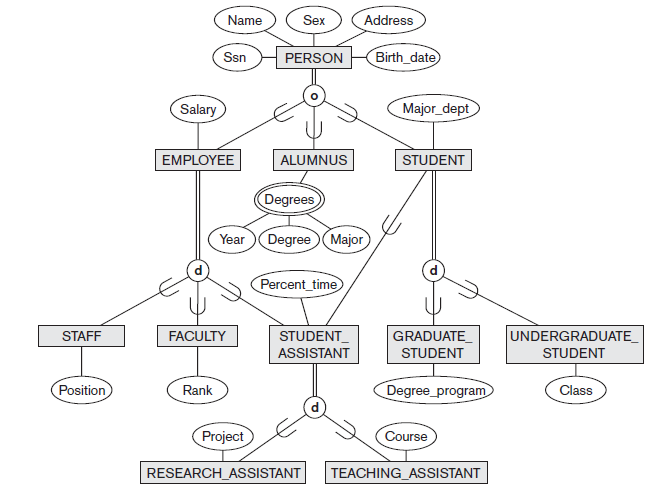 Name
Sex
Address
Ssn
PERSON
Birth_date
o
Salary
Major_dept
EMPLOYEE
ALUMNUS
STUDENT
Degrees
Year
Degree
Major
d
d
Percent_time
STAFF
FACULTY
STUDENT_
ASSISTANT
GRADUATE_
STUDENT
UNDERGRADUATE_
STUDENT
Position
Rank
Degree_program
Class
d
Project
Course
RESEARCH_ASSISTANT
TEACHING_ASSISTANT